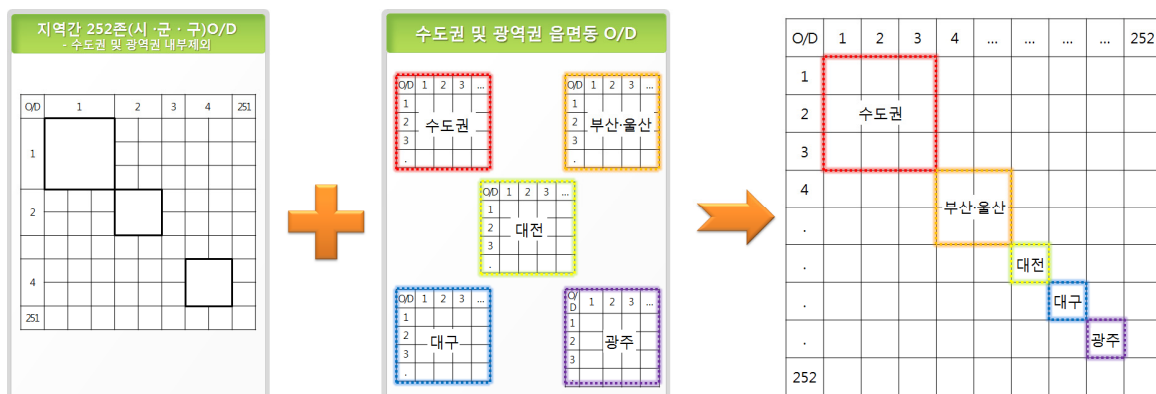 지역간 252존(시 ·군 · 구)O/D
- 수도권 및 광역권 내부제외
O/D 1 2 3 4 251
1
2
4
251
수도권 및 광역권 읍면동 O/D
O/D 1 2 3 ...
1
2
3
.
수도권
O/D 1 2 3 ...
1
2
3
.
부산·울산
O/D 1 2 3 ...
1
2
3
.
대전
O/D 1 2 3 ...
1
2
3
.
대구
O/D 1 2 3 ...
1
2
3
.
광주
O/D 1 2 3 4 ... ... ... ... 252
1
2 수도권
3
4
부산·울산
.
. 대전
. 대구
. 광주
252